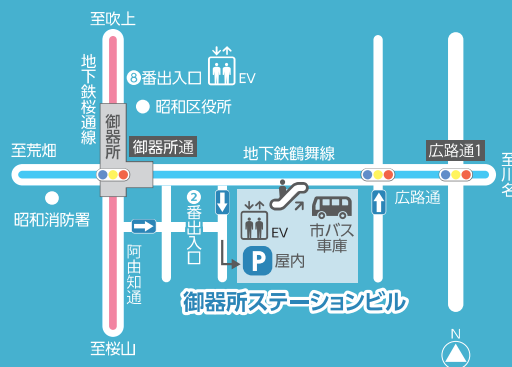 至吹上
地下鉄桜通線
❽番出入口
EV
昭和区役所
御器所
御器所通
至荒畑
地下鉄鶴舞線
広路通1
至川名
昭和消防署
❷番出入口
広路通
EV
市バス
車庫
P 屋内
阿由知通
御器所ステーションビル
至桜山
N